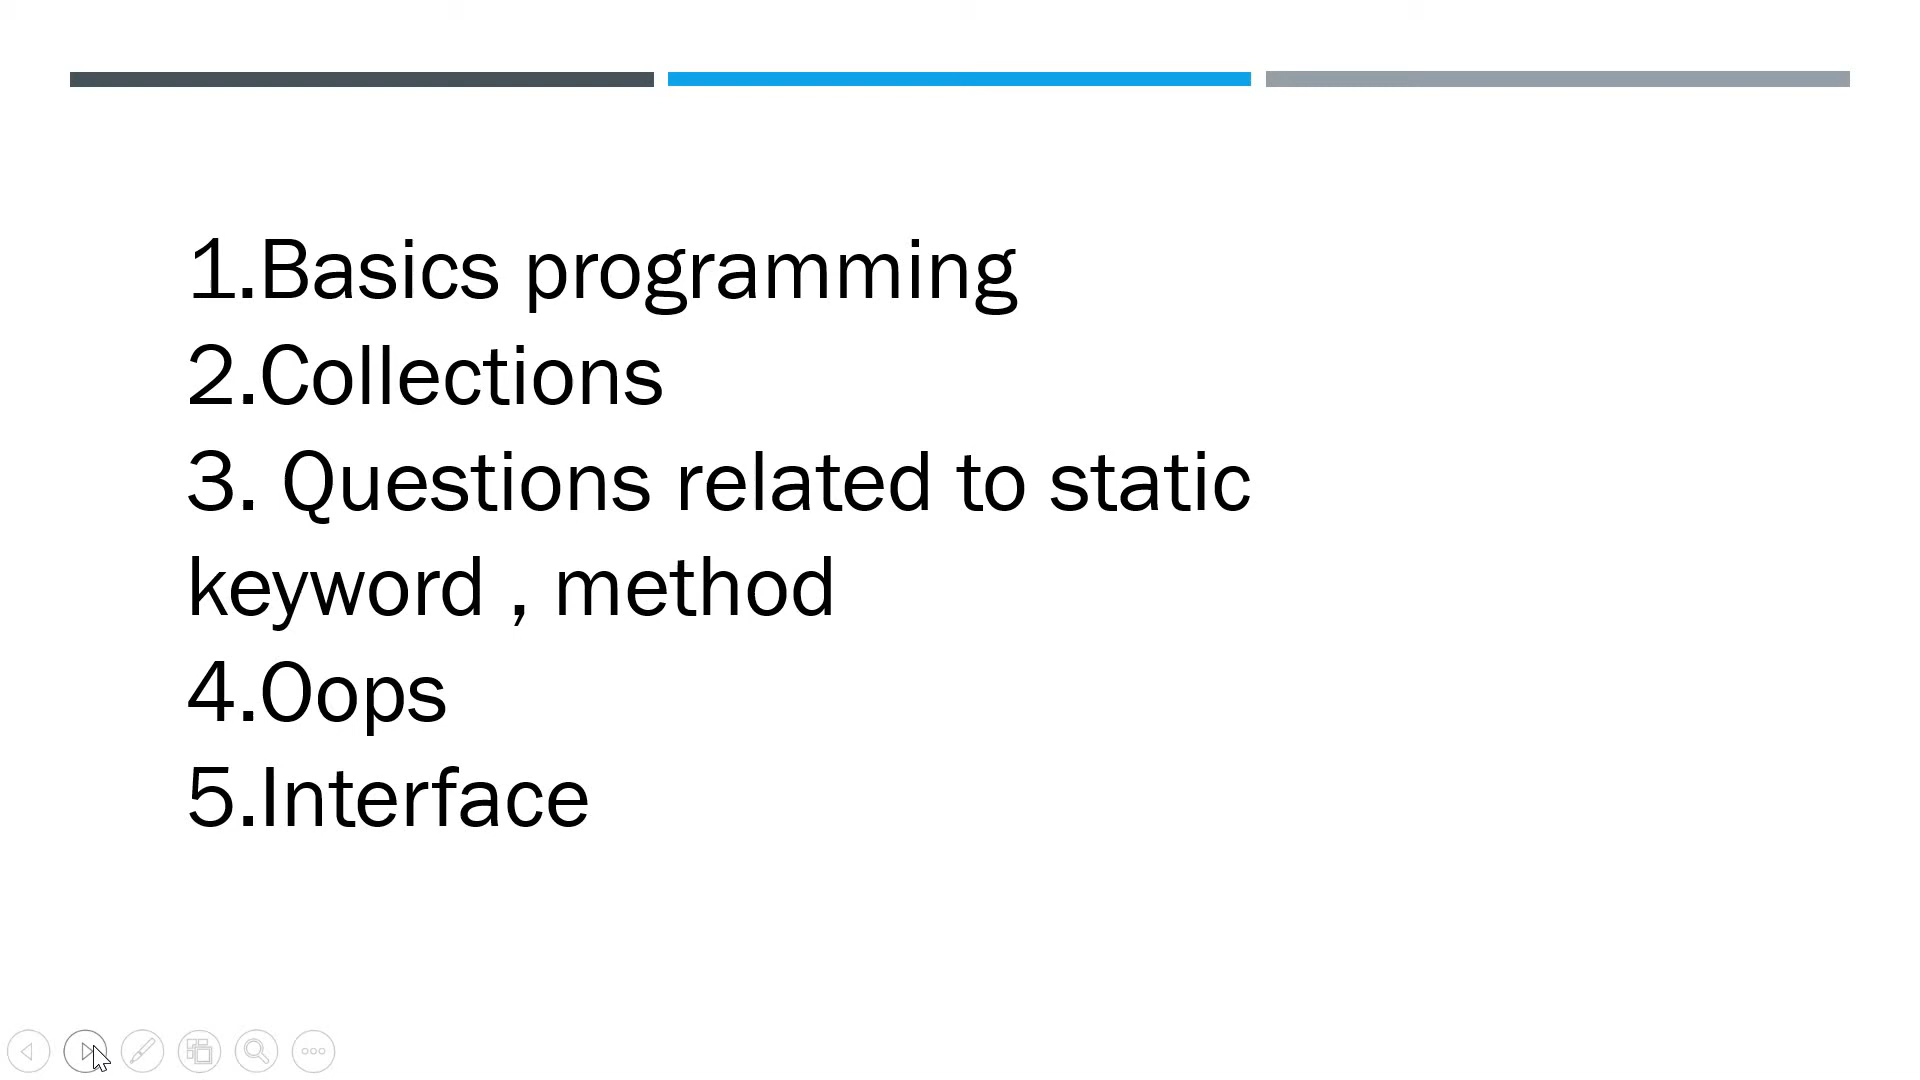 1.Basics programming
2.Collections
3. Questions related to static
keyword , method
4.Oops
5.Interface